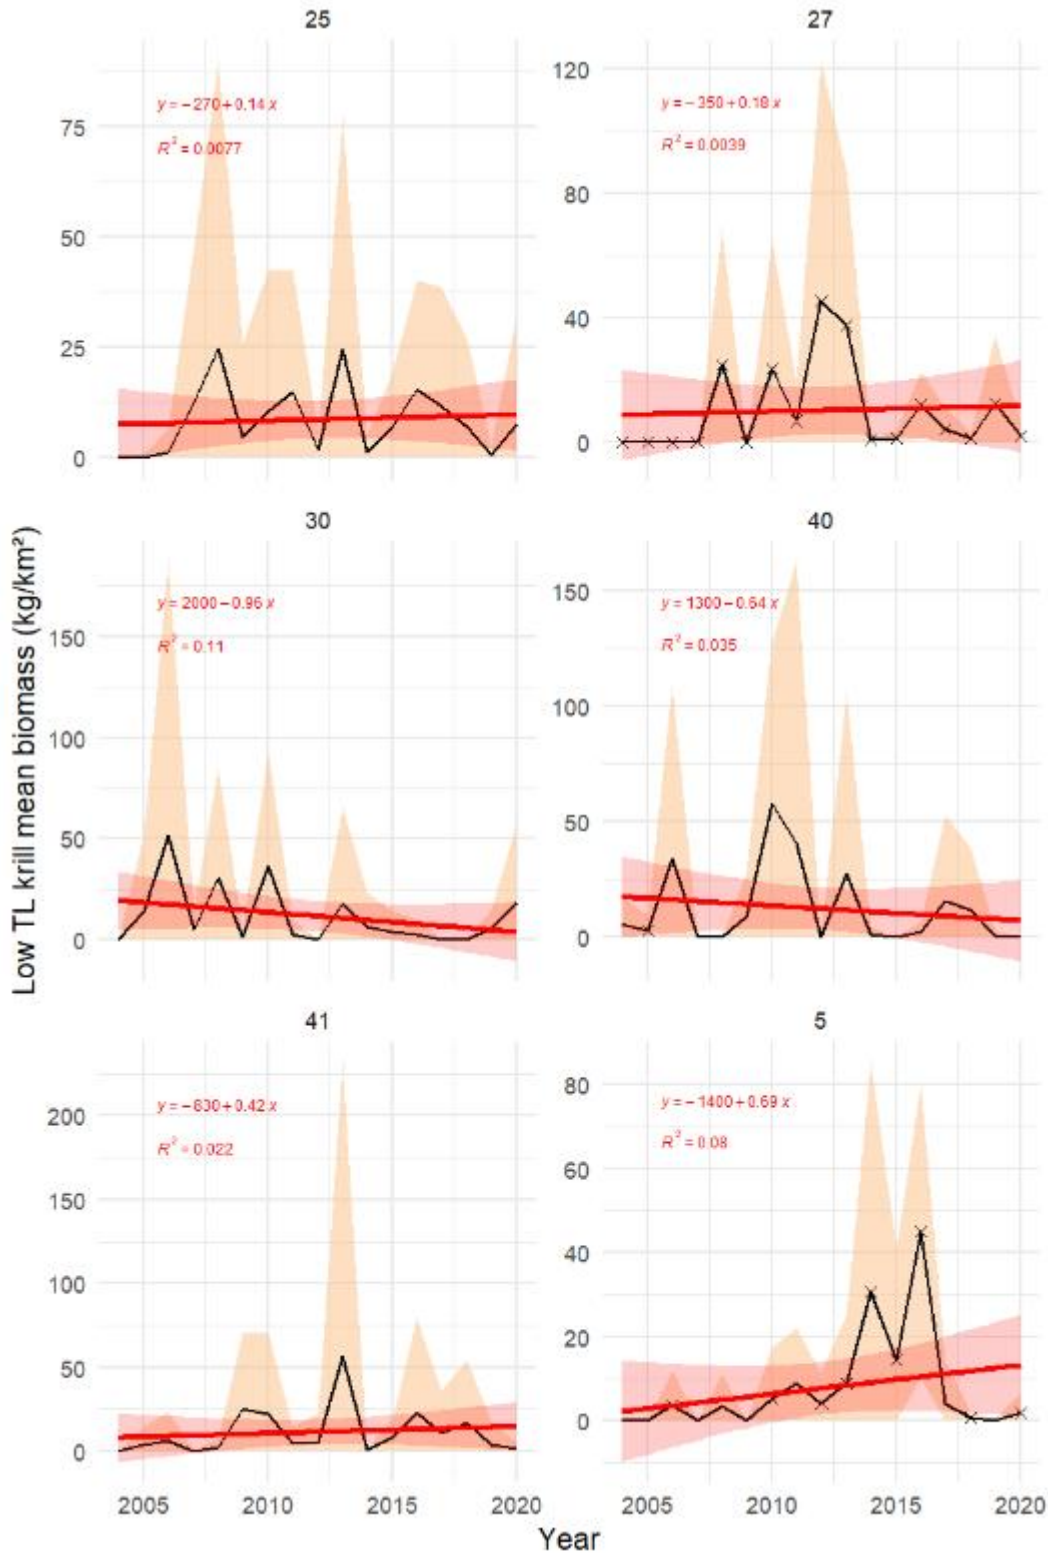 25
y = −270+0.14 x
R² = 0.0077
75
50
25
0
27
y = −350+0.18 x
R² = 0.0039
120
80
40
0
30
y = 2000−0.96 x
R² = 0.11
150
100
50
0
40
y = 1300−0.64 x
R² = 0.035
150
100
50
0
Low TL krill mean biomass (kg/km²)
41
y = −830+0.42 x
R² = 0.022
200
150
100
50
0
2005 2010 2015 2020
5
y = −1400+0.69 x
R² = 0.08
80
60
40
20
0
2005 2010 2015 2020
Year